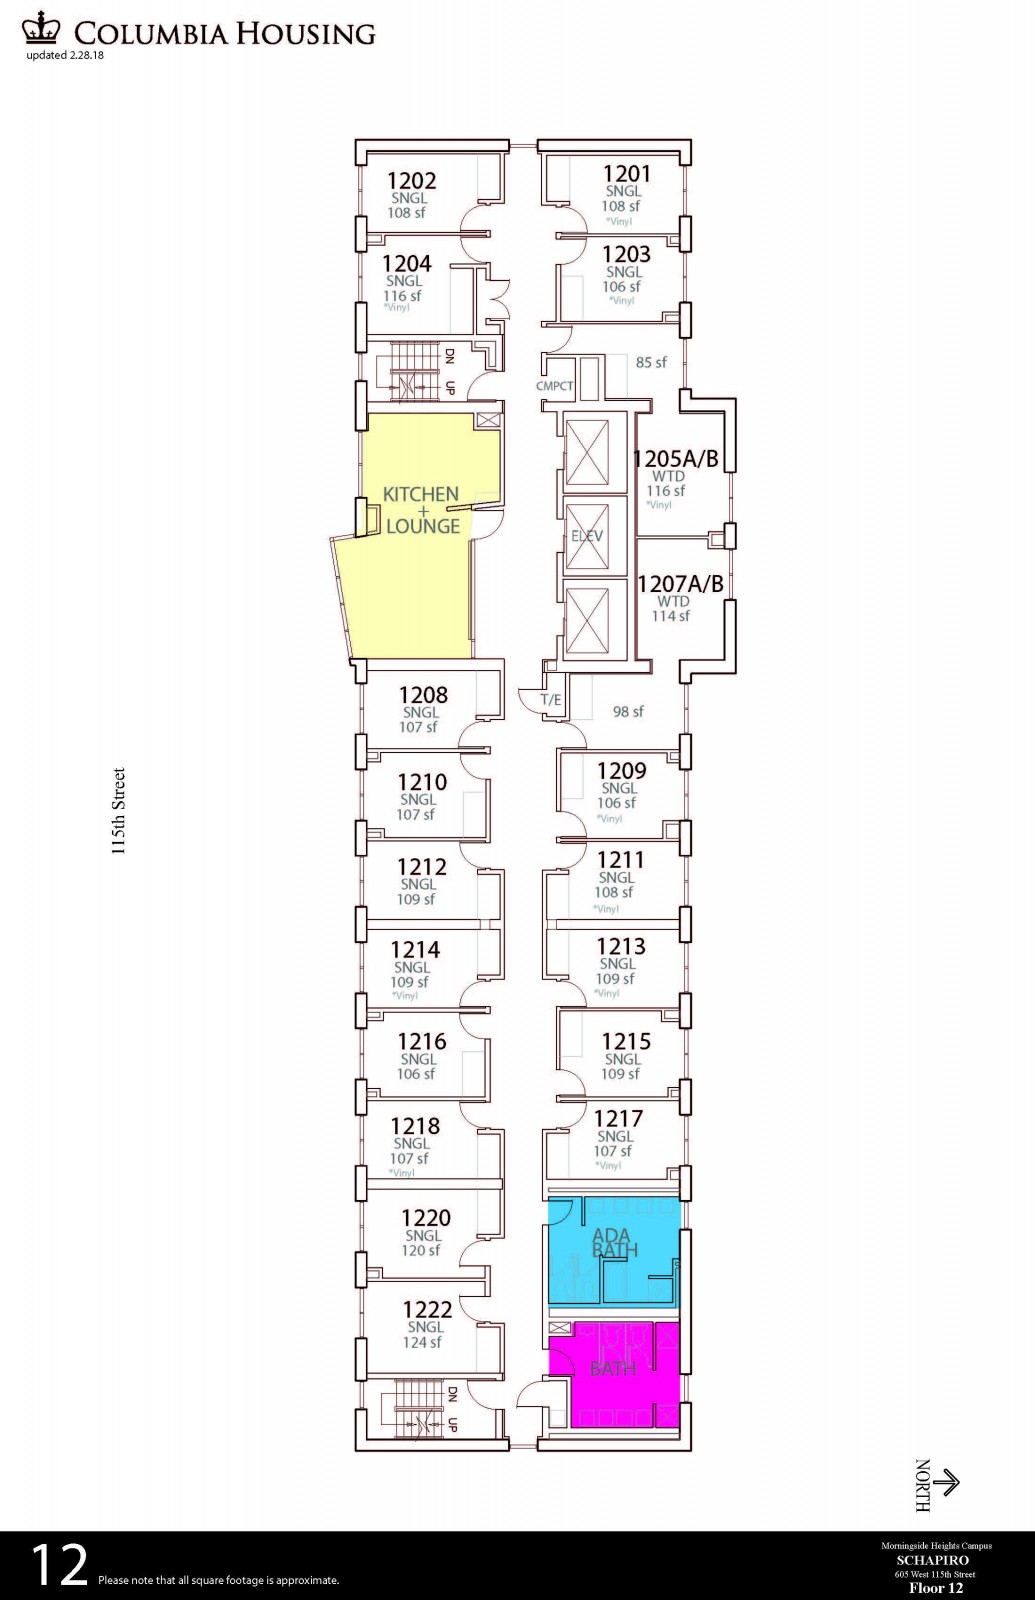 COLUMBIA HOUSING
updated 2.28.18
1202
SNGL
108 sf
1201
SNGL
108 sf
*Vinyl
1204
SNGL
116 sf
*Vinyl
1203
SNGL
106 sf
*Vinyl
DN
UP
85 sf
CMPCT
KITCHEN
+
LOUNGE
1205A/B
WTD
116 sf
*Vinyl
ELEV
1207A/B
WTD
114 sf
1208
SNGL
107 sf
T/E
98 sf
1210
SNGL
107 sf
1209
SNGL
106 sf
*Vinyl
115th Street
1212
SNGL
109 sf
1211
SNGL
108 sf
*Vinyl
1214
SNGL
109 sf
*Vinyl
1213
SNGL
109 sf
*Vinyl
1216
SNGL
106 sf
1215
SNGL
109 sf
1218
SNGL
107 sf
*Vinyl
1217
SNGL
107 sf
*Vinyl
1220
SNGL
120 sf
ADA
BATH
1222
SNGL
124 sf
BATH
DN
UP
NORTH
12
Please note that all square footage is approximate.
Morningside Heights Campus
SCHAPIRO
605 West 115th Street
Floor 12